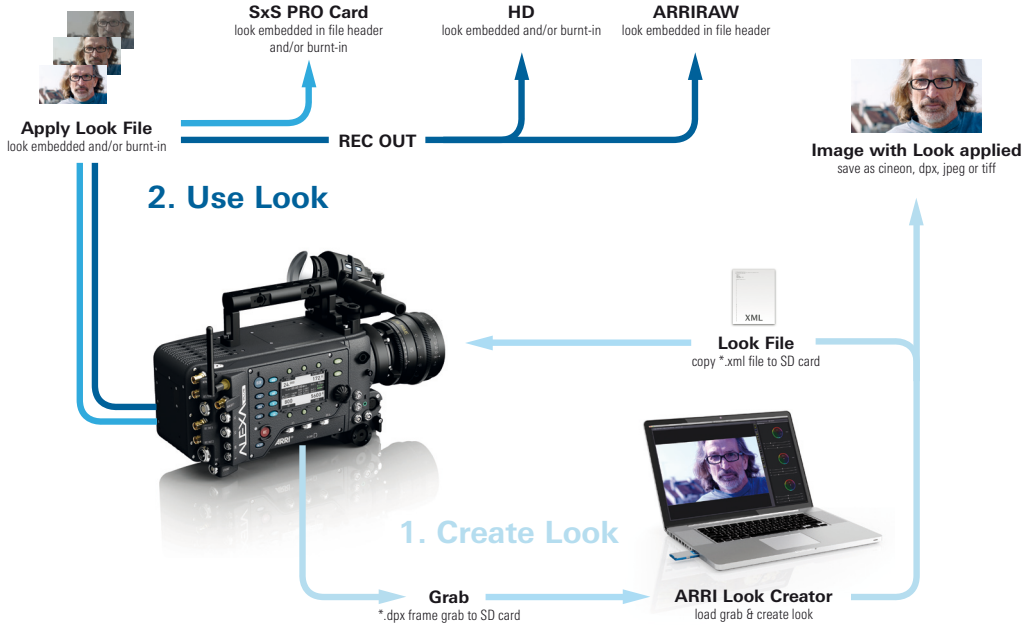 SxS PRO Card
look embedded in file header
and/or burnt-in
HD
look embedded and/or burnt-in
ARRIRAW
look embedded in file header
Apply Look File
look embedded and/or burnt-in
REC OUT
Image with Look applied
save as cineon, dpx, jpeg or tiff
2. Use Look
XML
Look File
copy *.xml file to SD card
ALEXA
ARRI
1. Create Look
Grab
*.dpx frame grab to SD card
ARRI Look Creator
load grab & create look